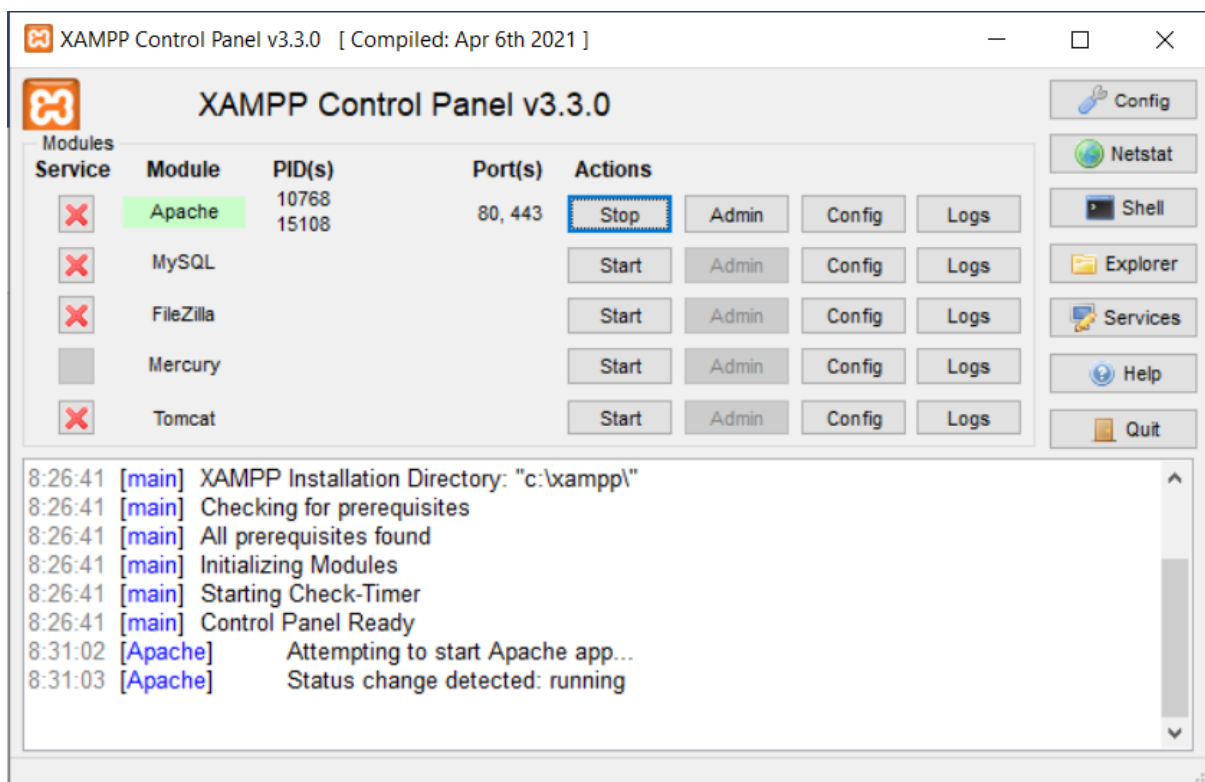 XAMPP Control Panel v3.3.0 [ Compiled: Apr 6th 2021 ]
XAMPP Control Panel v3.3.0
Config
Modules
Service Module PID(s) Port(s) Actions
Netstat
Apache 10768 80, 443 Stop Admin Config Logs
15108
Shell
MySQL Start Admin Config Logs
Explorer
FileZilla Start Admin Config Logs
Services
Mercury Start Admin Config Logs
Help
Tomcat Start Admin Config Logs
Quit
8:26:41 [main] XAMPP Installation Directory: "c:\xampp\"
8:26:41 [main] Checking for prerequisites
8:26:41 [main] All prerequisites found
8:26:41 [main] Initializing Modules
8:26:41 [main] Starting Check-Timer
8:26:41 [main] Control Panel Ready
8:31:02 [Apache] Attempting to start Apache app...
8:31:03 [Apache] Status change detected: running